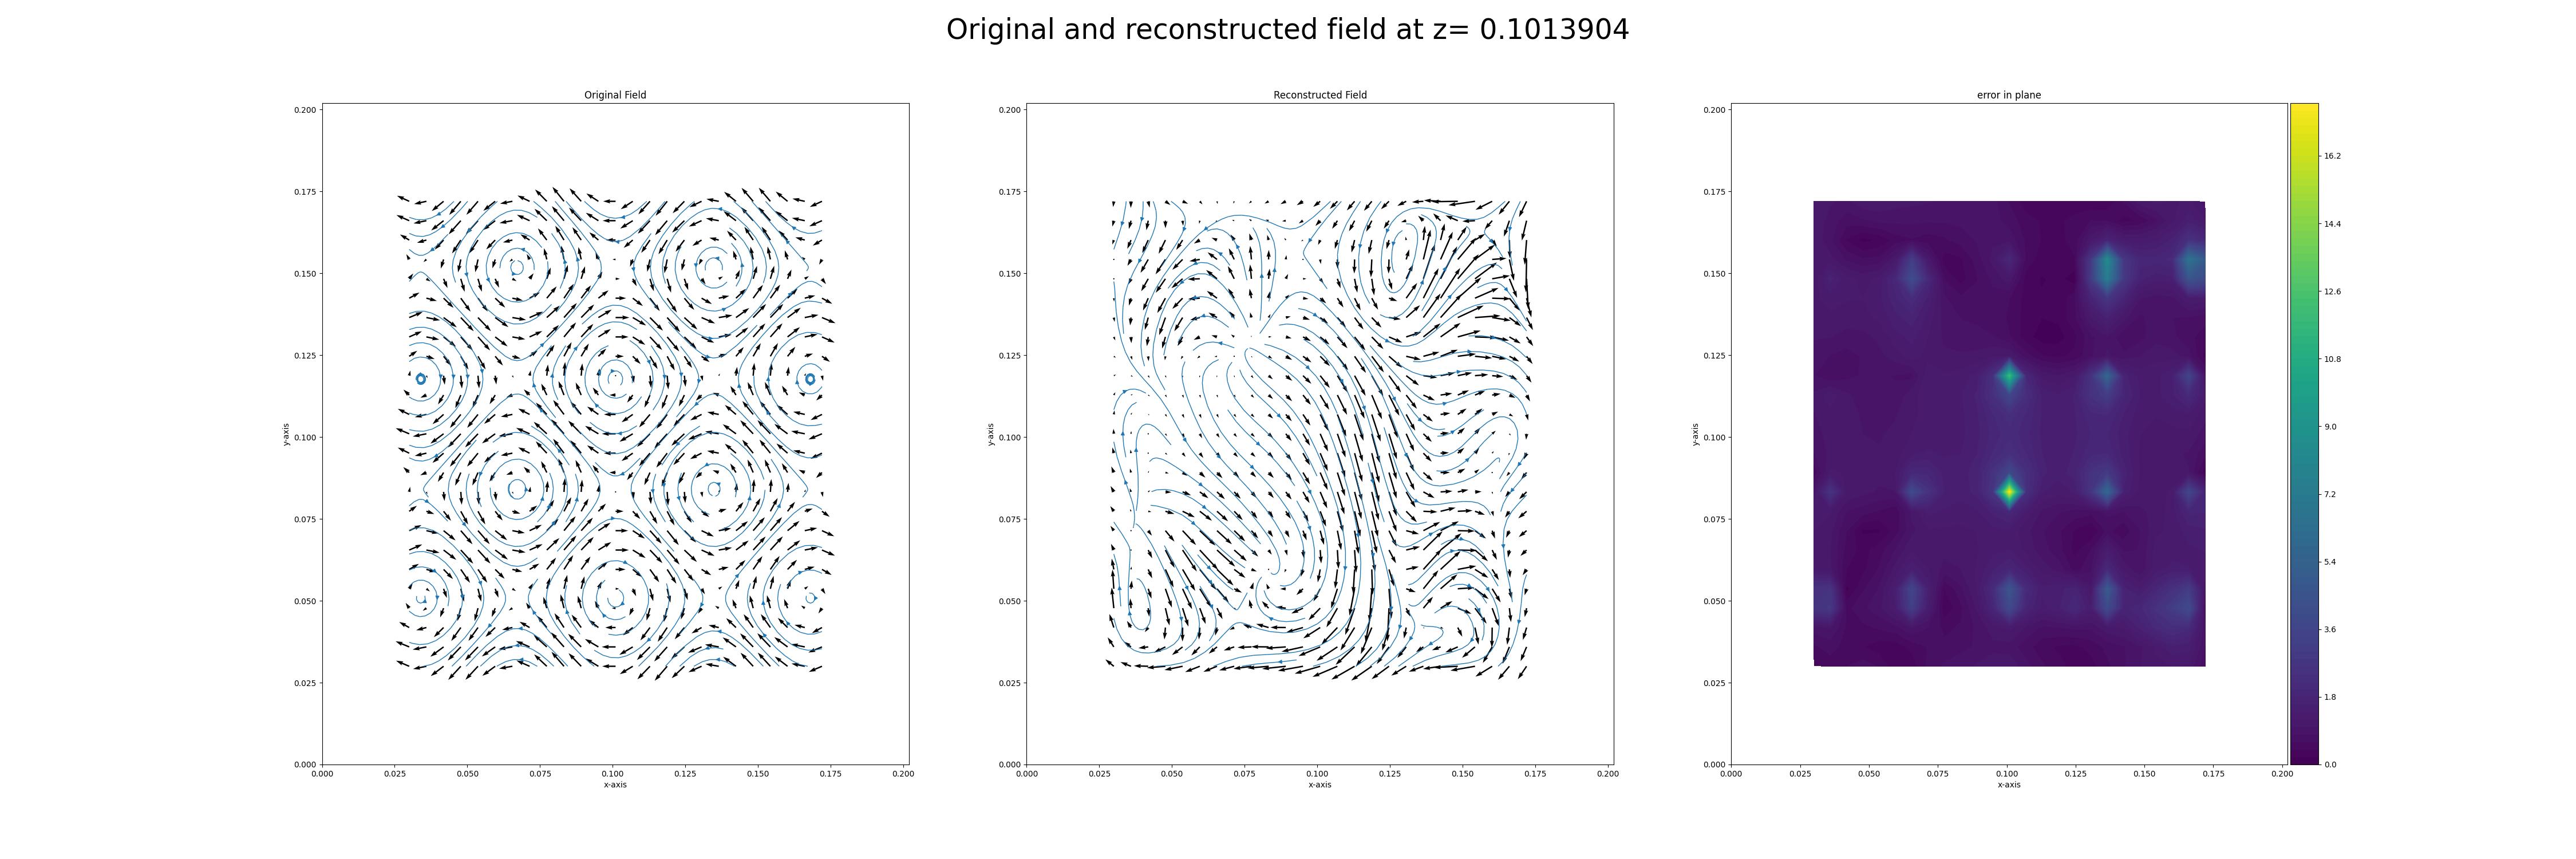 Original and reconstructed field at z= 0.1013904
Original Field
0.200
0.175
0.150
0.125
0.100
0.075
0.050
0.025
0.000
y-axis
0.000 0.025 0.050 0.075 0.100 0.125 0.150 0.175 0.200
x-axis
Reconstructed Field
0.200
0.175
0.150
0.125
0.100
0.075
0.050
0.025
0.000
y-axis
0.000 0.025 0.050 0.075 0.100 0.125 0.150 0.175 0.200
x-axis
error in plane
0.200
0.175
0.150
0.125
0.100
0.075
0.050
0.025
0.000
y-axis
0.000 0.025 0.050 0.075 0.100 0.125 0.150 0.175 0.200
x-axis
16.2
14.4
12.6
10.8
9.0
7.2
5.4
3.6
1.8
0.0